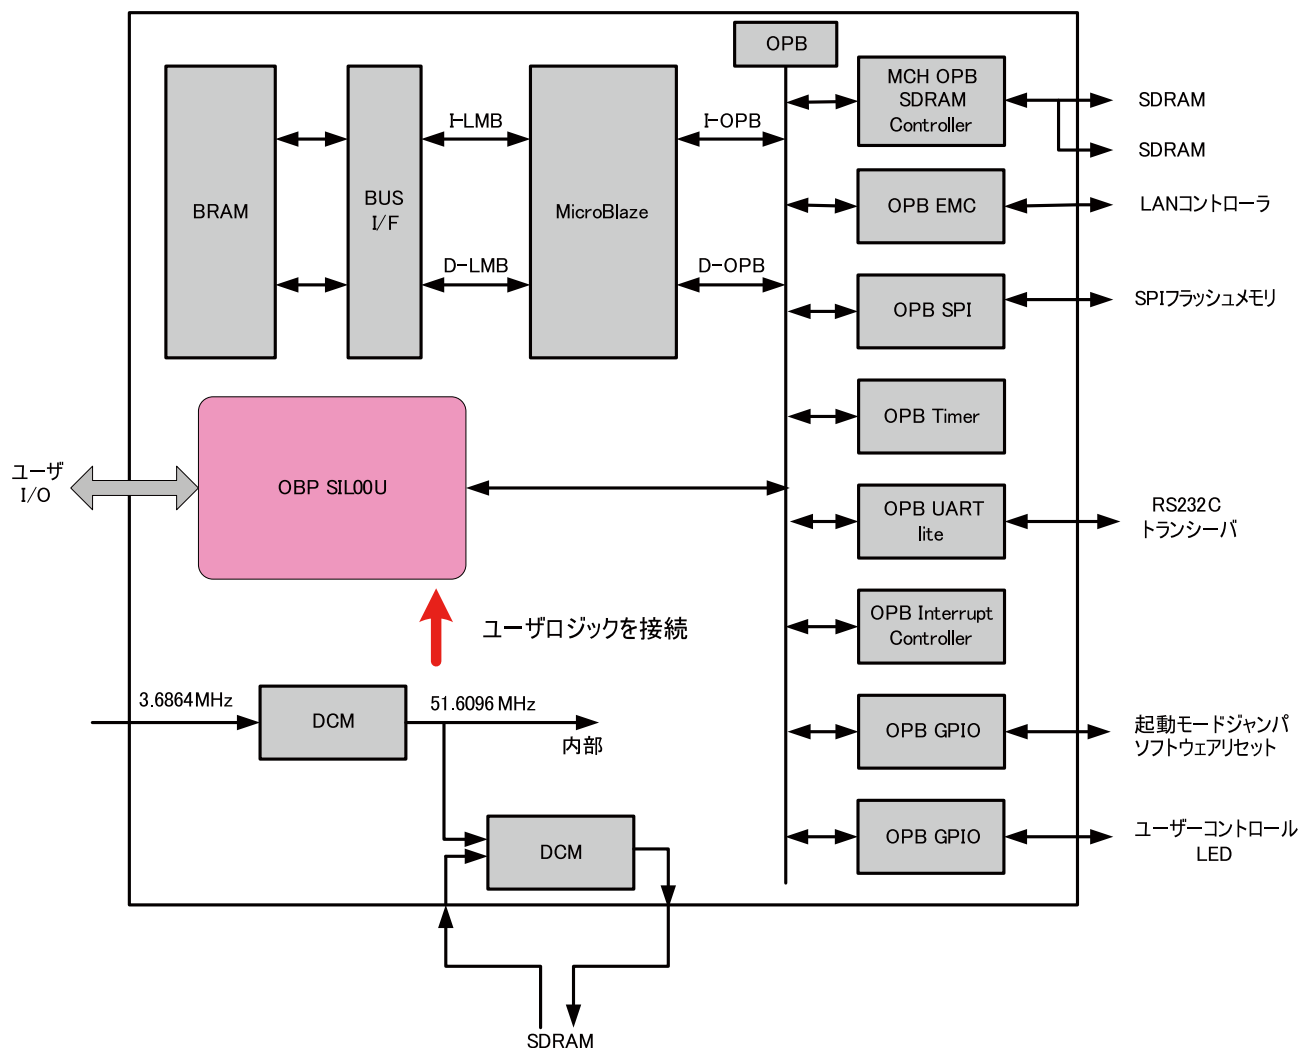 OPB
MCH OPB
SDRAM
Controller
SDRAM
SDRAM
I-LMB
I-OPB
BRAM
BUS
I/F
MicroBlaze
OPB EMC
LANコントローラ
D-LMB
D-OPB
OPB SPI
SPIフラッシュメモリ
OPB Timer
ユーザ
I/O
OBP SIL00U
OPB UART
lite
RS232C
トランシーバ
ユーザロジックを接続
OPB Interrupt
Controller
3.6864MHz
DCM
51.6096MHz
内部
OPB GPIO
起動モードジャンパ
ソフトウェアリセット
DCM
OPB GPIO
ユーザーコントロール
LED
SDRAM